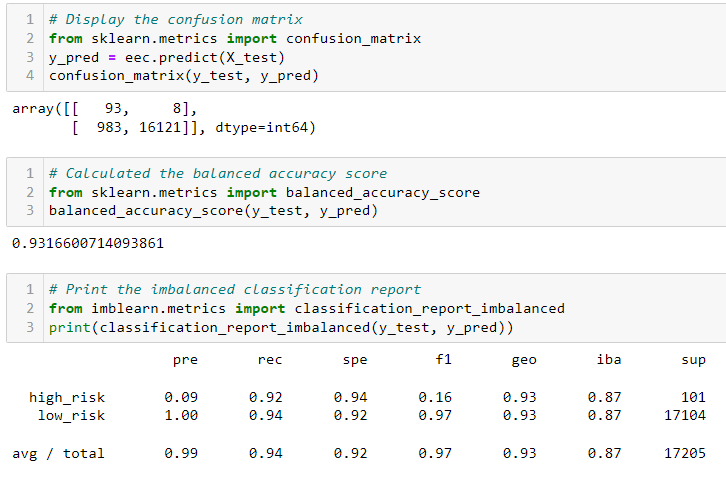 1 # Display the confusion matrix
2 from sklearn.metrics import confusion_matrix
3 y_pred = eec.predict(X_test)
4 confusion_matrix(y_test, y_pred)
array([[   93,     8],
       [  983, 16121]], dtype=int64)
1 # Calculated the balanced accuracy score
2 from sklearn.metrics import balanced_accuracy_score
3 balanced_accuracy_score(y_test, y_pred)
0.9316600714093861
1 # Print the imbalanced classification report
2 from imblearn.metrics import classification_report_imbalanced
3 print(classification_report_imbalanced(y_test, y_pred))
pre rec spe f1 geo iba sup
high_risk 0.09 0.92 0.94 0.16 0.93 0.87 101
low_risk 1.00 0.94 0.92 0.97 0.93 0.87 17104
avg / total 0.99 0.94 0.92 0.97 0.93 0.87 17205